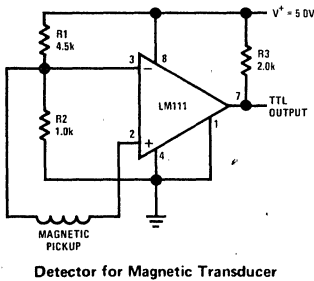 V+ = 5.0V
R1
4.5k
R3
2.0k
8
3
−
LM111
7
TTL
OUTPUT
R2
1.0k
2
+
1
4
MAGNETIC
PICKUP
Detector for Magnetic Transducer